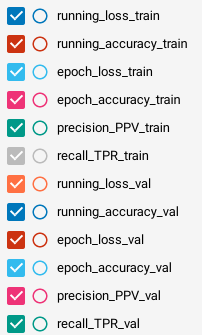 running_loss_train
running_accuracy_train
epoch_loss_train
epoch_accuracy_train
precision_PPV_train
recall_TPR_train
running_loss_val
running_accuracy_val
epoch_loss_val
epoch_accuracy_val
precision_PPV_val
recall_TPR_val